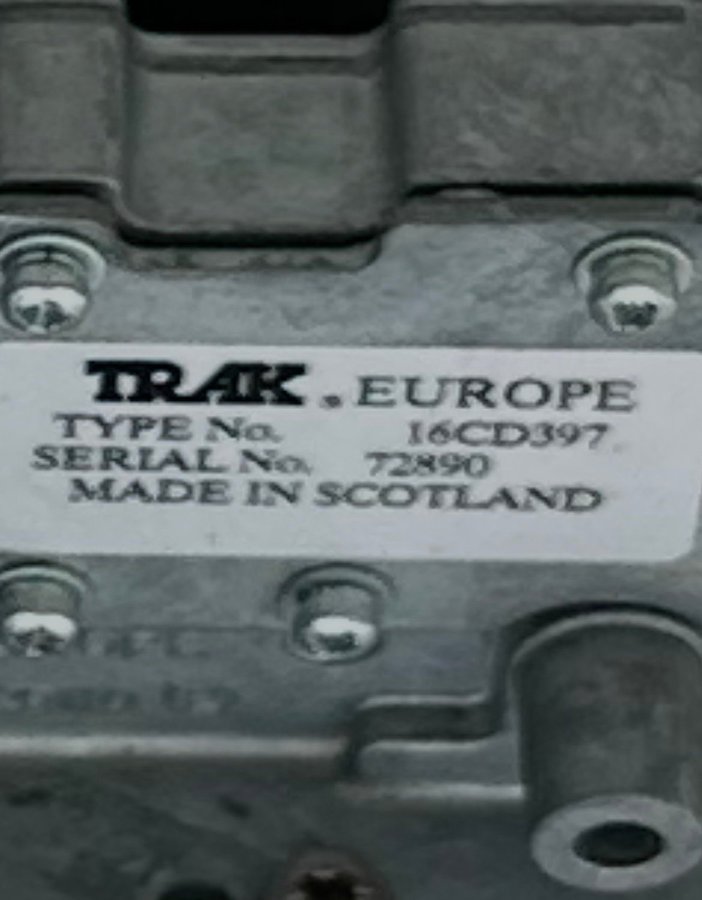 TRAK. EUROPE
TYPE No. 16CD397
SERIAL No. 72890
MADE IN SCOTLAND